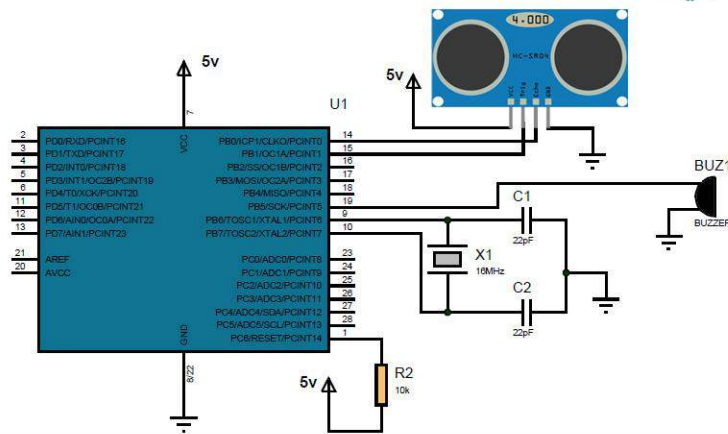 4.000
HC-SR04
VCC
Trig
Echo
GND
5v
5v
U1
7
VCC
2 PD0/RXD/PCINT16
3 PD1/TXD/PCINT17
4 PD2/INT0/PCINT18
5 PD3/INT1/OC2B/PCINT19
6 PD4/T0/XCK/PCINT20
11 PD5/T1/OC0B/PCINT21
12 PD6/AIN0/OC0A/PCINT22
13 PD7/AIN1/PCINT23
21 AREF
20 AVCC
PB0/ICP1/CLKO/PCINT0 14
PB1/OC1A/PCINT1 15
PB2/SS/OC1B/PCINT2 16
PB3/MOSI/OC2A/PCINT3 17
PB4/MISO/PCINT4 18
PB5/SCK/PCINT5 19
PB6/TOSC1/XTAL1/PCINT6 9
PB7/TOSC2/XTAL2/PCINT7 10
PC0/ADC0/PCINT8 23
PC1/ADC1/PCINT9 24
PC2/ADC2/PCINT10 25
PC3/ADC3/PCINT11 26
PC4/ADC4/SDA/PCINT12 27
PC5/ADC5/SCL/PCINT13 28
PC6/RESET/PCINT14 1
GND
8/22
BUZ1
BUZZER
C1
22pF
X1
16MHz
C2
22pF
5v
R2
10k